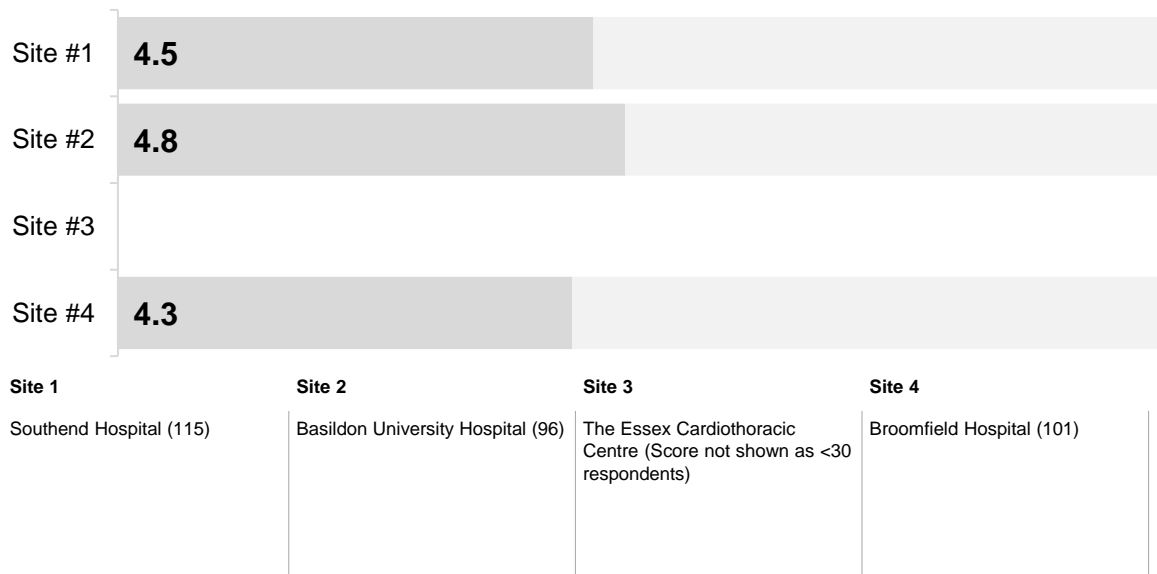 Site #1 4.5
Site #2 4.8
Site #3
Site #4 4.3
Site 1 Site 2 Site 3 Site 4
Southend Hospital (115)
Basildon University Hospital (96)
The Essex Cardiothoracic
Centre (Score not shown as <30
respondents)
Broomfield Hospital (101)